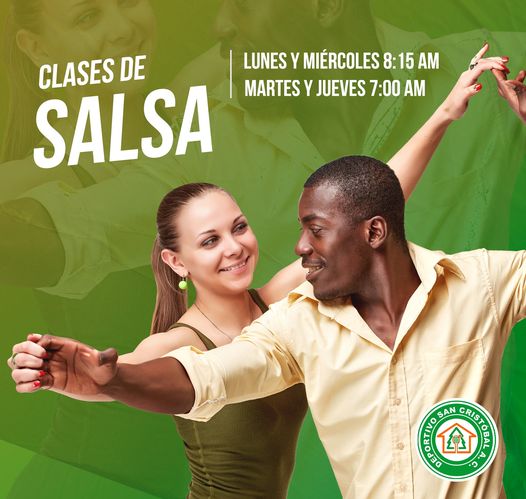 CLASES DE
SALSA
LUNES Y MIÉRCOLES 8:15 AM
MARTES Y JUEVES 7:00 AM
DEPORTIVO SAN CRISTÓBAL A.C.